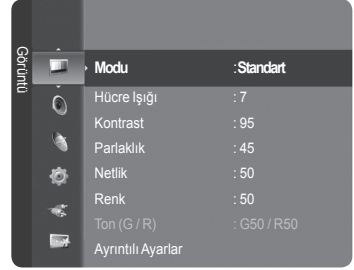 Görüntü
Modu :Standart
Hücre Işığı : 7
Kontrast : 95
Parlaklık : 45
Netlik : 50
Renk : 50
Ton (G / R) : G50 / R50
Ayrıntılı Ayarlar